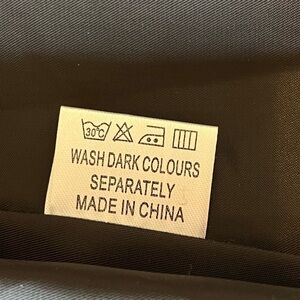 30°C
WASH DARK COLOURS
SEPARATELY
MADE IN CHINA